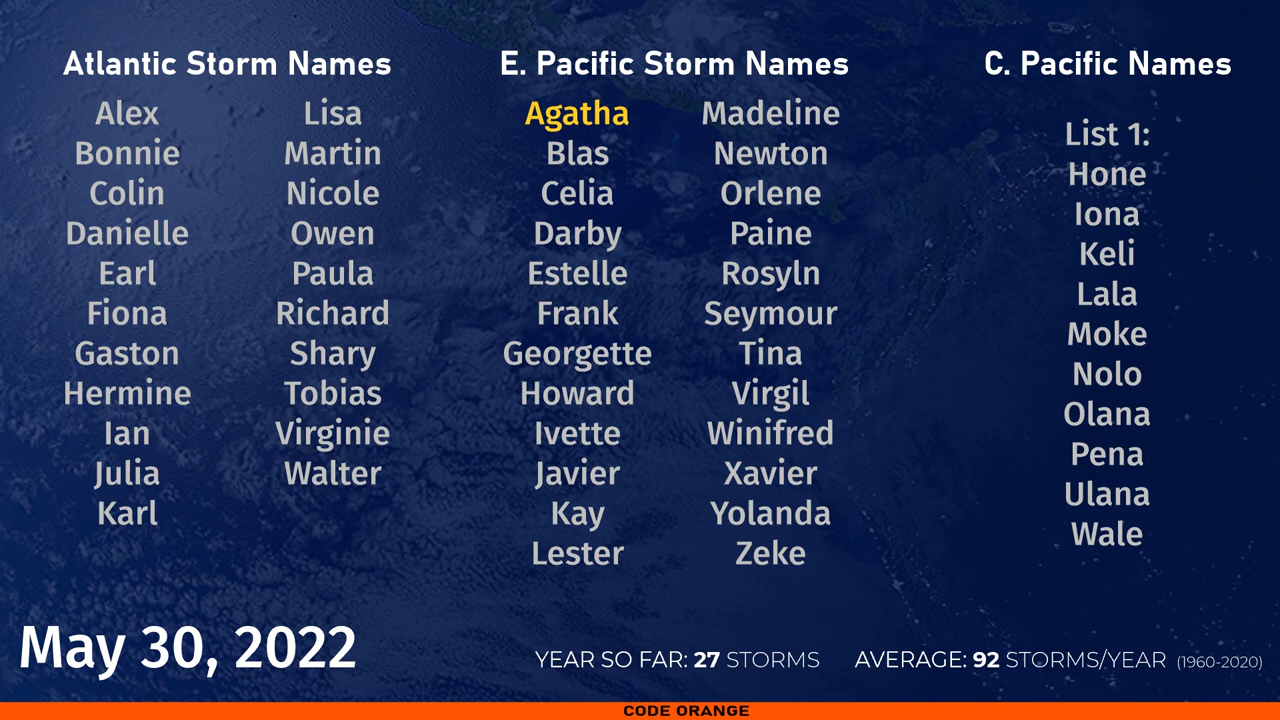 Atlantic Storm Names
Alex
Bonnie
Colin
Danielle
Earl
Fiona
Gaston
Hermine
Ian
Julia
Karl
Lisa
Martin
Nicole
Owen
Paula
Richard
Shary
Tobias
Virginie
Walter
E. Pacific Storm Names
Agatha
Blas
Celia
Darby
Estelle
Frank
Georgette
Howard
Ivette
Javier
Kay
Lester
Madeline
Newton
Orlene
Paine
Rosyln
Seymour
Tina
Virgil
Winifred
Xavier
Yolanda
Zeke
C. Pacific Names
List 1:
Hone
Iona
Keli
Lala
Moke
Nolo
Olana
Pena
Ulana
Wale
May 30, 2022
YEAR SO FAR: 27 STORMS
AVERAGE: 92 STORMS/YEAR (1960-2020)
CODE ORANGE